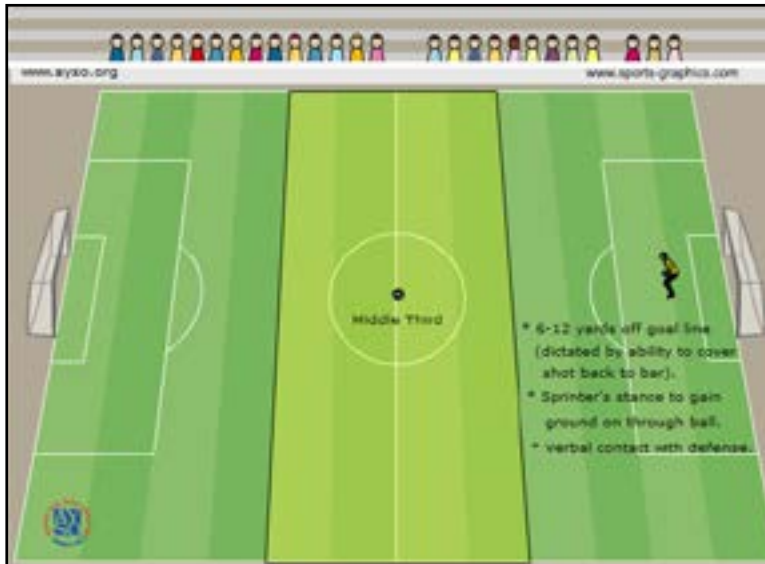 www.ayso.org
www.sports-graphics.com
Middle Third
* 6-12 yards off goal line
(dictated by ability to cover
shot back to bar).
* Sprinter's stance to gain
ground on through ball.
* Verbal contact with defense.